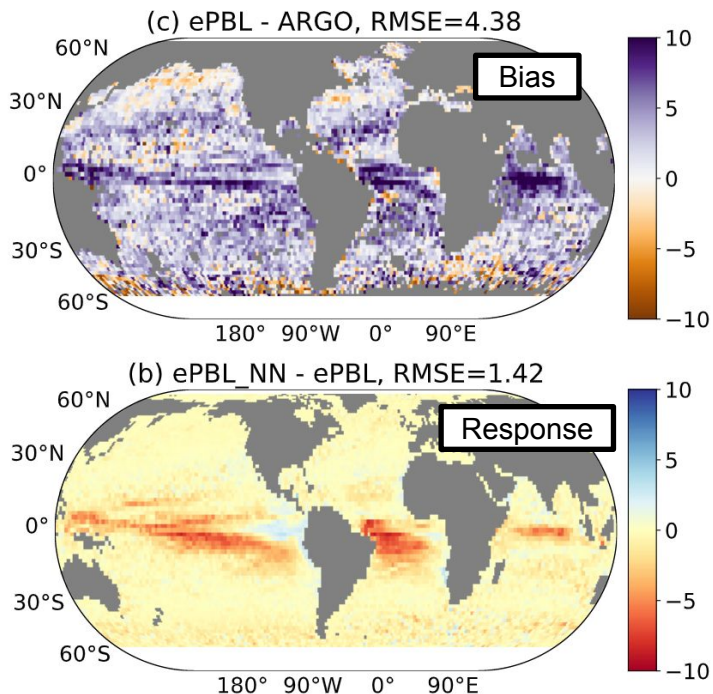 (c) ePBL - ARGO, RMSE=4.38
Bias
60°N
30°N
0°
30°S
60°S
180° 90°W 0° 90°E
10
5
0
−5
−10
(b) ePBL_NN - ePBL, RMSE=1.42
Response
60°N
30°N
0°
30°S
60°S
180° 90°W 0° 90°E
10
5
0
−5
−10